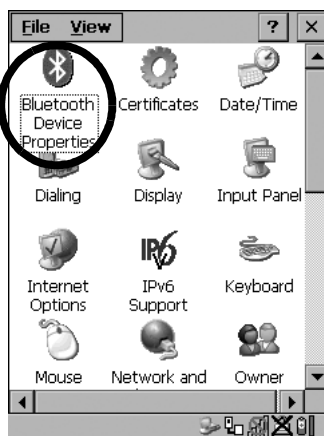 File View ? ×
Bluetooth Device Properties
Certificates
Date/Time
Dialing
Display
Input Panel
Internet Options
IPv6
IPv6 Support
Keyboard
Mouse
Network and
Owner